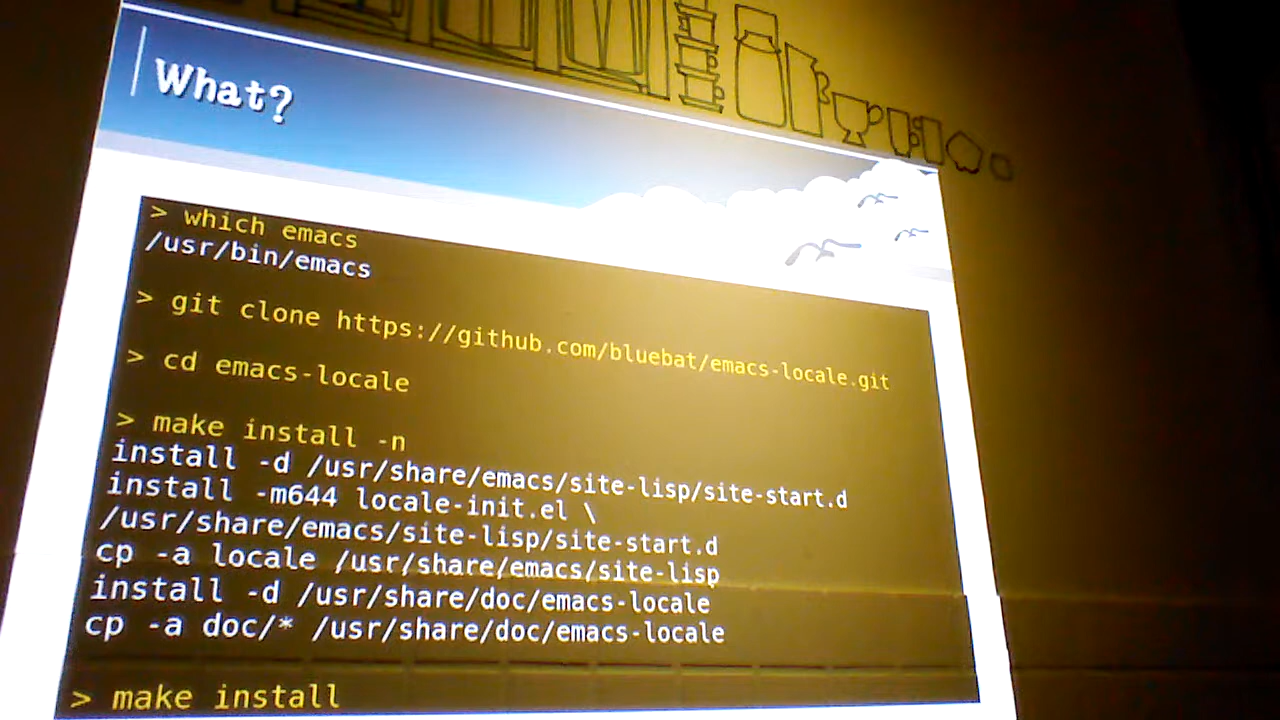 What?
> which emacs
/usr/bin/emacs
> git clone https://github.com/bluebat/emacs-locale.git
> cd emacs-locale
> make install -n
install -d /usr/share/emacs/site-lisp/site-start.d
install -m644 locale-init.el \
/usr/share/emacs/site-lisp/site-start.d
cp -a locale /usr/share/emacs/site-lisp
install -d /usr/share/doc/emacs-locale
cp -a doc/* /usr/share/doc/emacs-locale
> make install